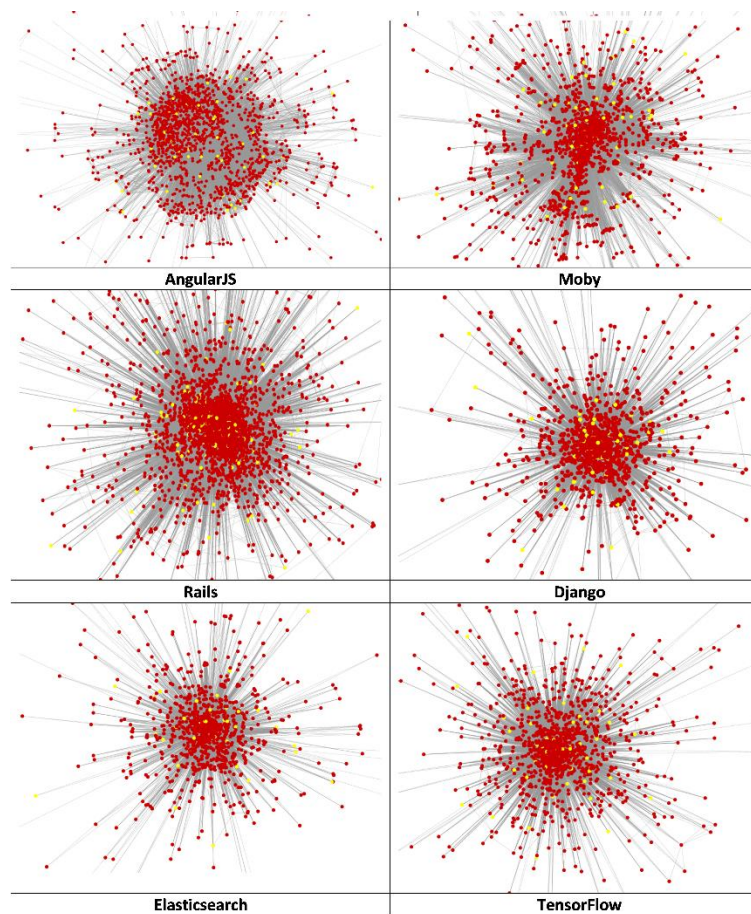 AngularJS
Moby
Rails
Django
Elasticsearch
TensorFlow